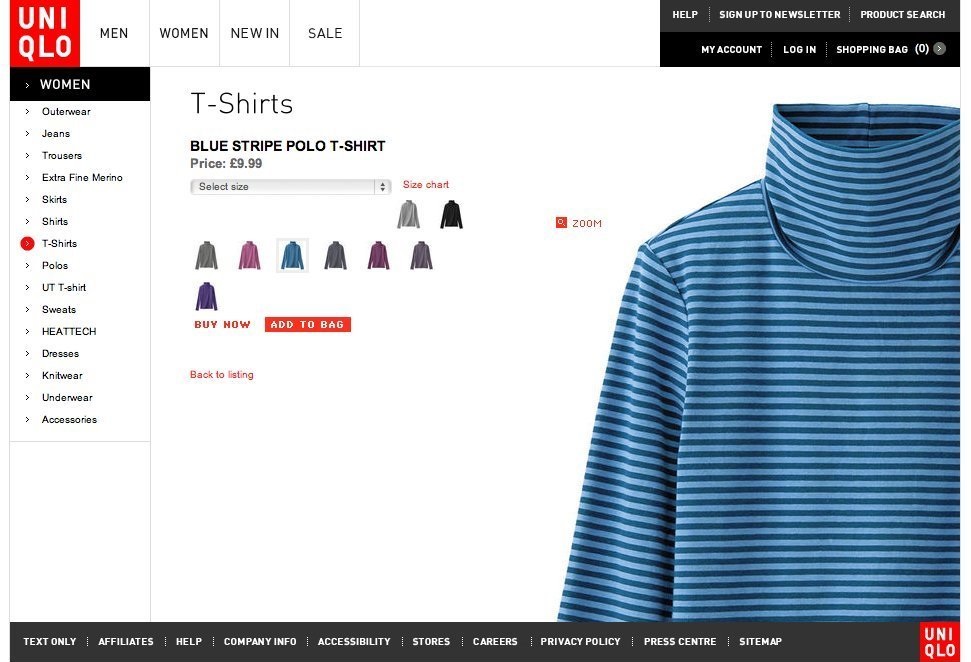 UNI
QLO
MEN
WOMEN
NEW IN
SALE
HELP
SIGN UP TO NEWSLETTER
PRODUCT SEARCH
MY ACCOUNT
LOG IN
SHOPPING BAG (0)
WOMEN
Outerwear
Jeans
Trousers
Extra Fine Merino
Skirts
Shirts
T-Shirts
Polos
UT T-shirt
Sweats
HEATTECH
Dresses
Knitwear
Underwear
Accessories
T-Shirts
BLUE STRIPE POLO T-SHIRT
Price: £9.99
Select size
Size chart
ZOOM
BUY NOW
ADD TO BAG
Back to listing
TEXT ONLY
AFFILIATES
HELP
COMPANY INFO
ACCESSIBILITY
STORES
CAREERS
PRIVACY POLICY
PRESS CENTRE
SITEMAP
UNI
QLO